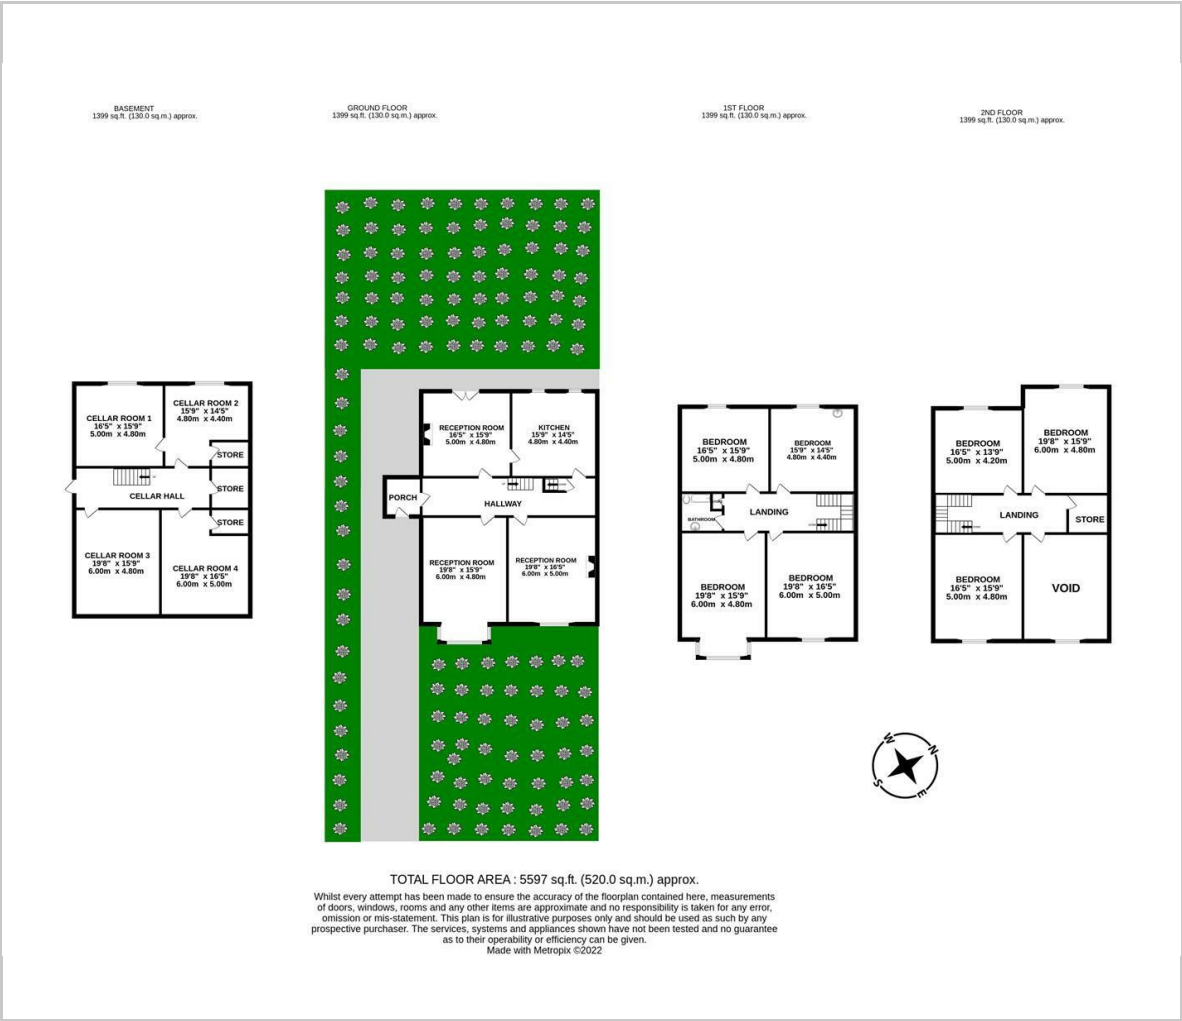 BASEMENT
1399 sq.ft. (130.0 sq.m.) approx.
GROUND FLOOR
1399 sq.ft. (130.0 sq.m.) approx.
1ST FLOOR
1399 sq.ft. (130.0 sq.m.) approx.
2ND FLOOR
1399 sq.ft. (130.0 sq.m.) approx.
CELLAR ROOM 1
16'5" x 15'9"
5.00m x 4.80m
CELLAR ROOM 2
15'9" x 14'5"
4.80m x 4.40m
STORE
STORE
CELLAR HALL
STORE
CELLAR ROOM 3
19'8" x 15'9"
6.00m x 4.80m
CELLAR ROOM 4
19'8" x 16'5"
6.00m x 5.00m
RECEPTION ROOM
16'5" x 15'9"
5.00m x 4.80m
KITCHEN
15'9" x 14'5"
4.80m x 4.40m
PORCH
HALLWAY
RECEPTION ROOM
19'8" x 15'9"
6.00m x 4.80m
RECEPTION ROOM
19'8" x 16'5"
6.00m x 5.00m
BEDROOM
16'5" x 15'9"
5.00m x 4.80m
BEDROOM
15'9" x 14'5"
4.80m x 4.40m
BATHROOM
LANDING
BEDROOM
19'8" x 15'9"
6.00m x 4.80m
BEDROOM
19'8" x 16'5"
6.00m x 5.00m
BEDROOM
16'5" x 13'9"
5.00m x 4.20m
BEDROOM
19'8" x 15'9"
6.00m x 4.80m
LANDING
STORE
BEDROOM
16'5" x 15'9"
5.00m x 4.80m
VOID
W
N
S
E
TOTAL FLOOR AREA : 5597 sq.ft. (520.0 sq.m.) approx.
Whilst every attempt has been made to ensure the accuracy of the floorplan contained here, measurements
of doors, windows, rooms and any other items are approximate and no responsibility is taken for any error,
omission or mis-statement. This plan is for illustrative purposes only and should be used as such by any
prospective purchaser. The services, systems and appliances shown have not been tested and no guarantee
as to their operability or efficiency can be given.
Made with Metropix ©2022